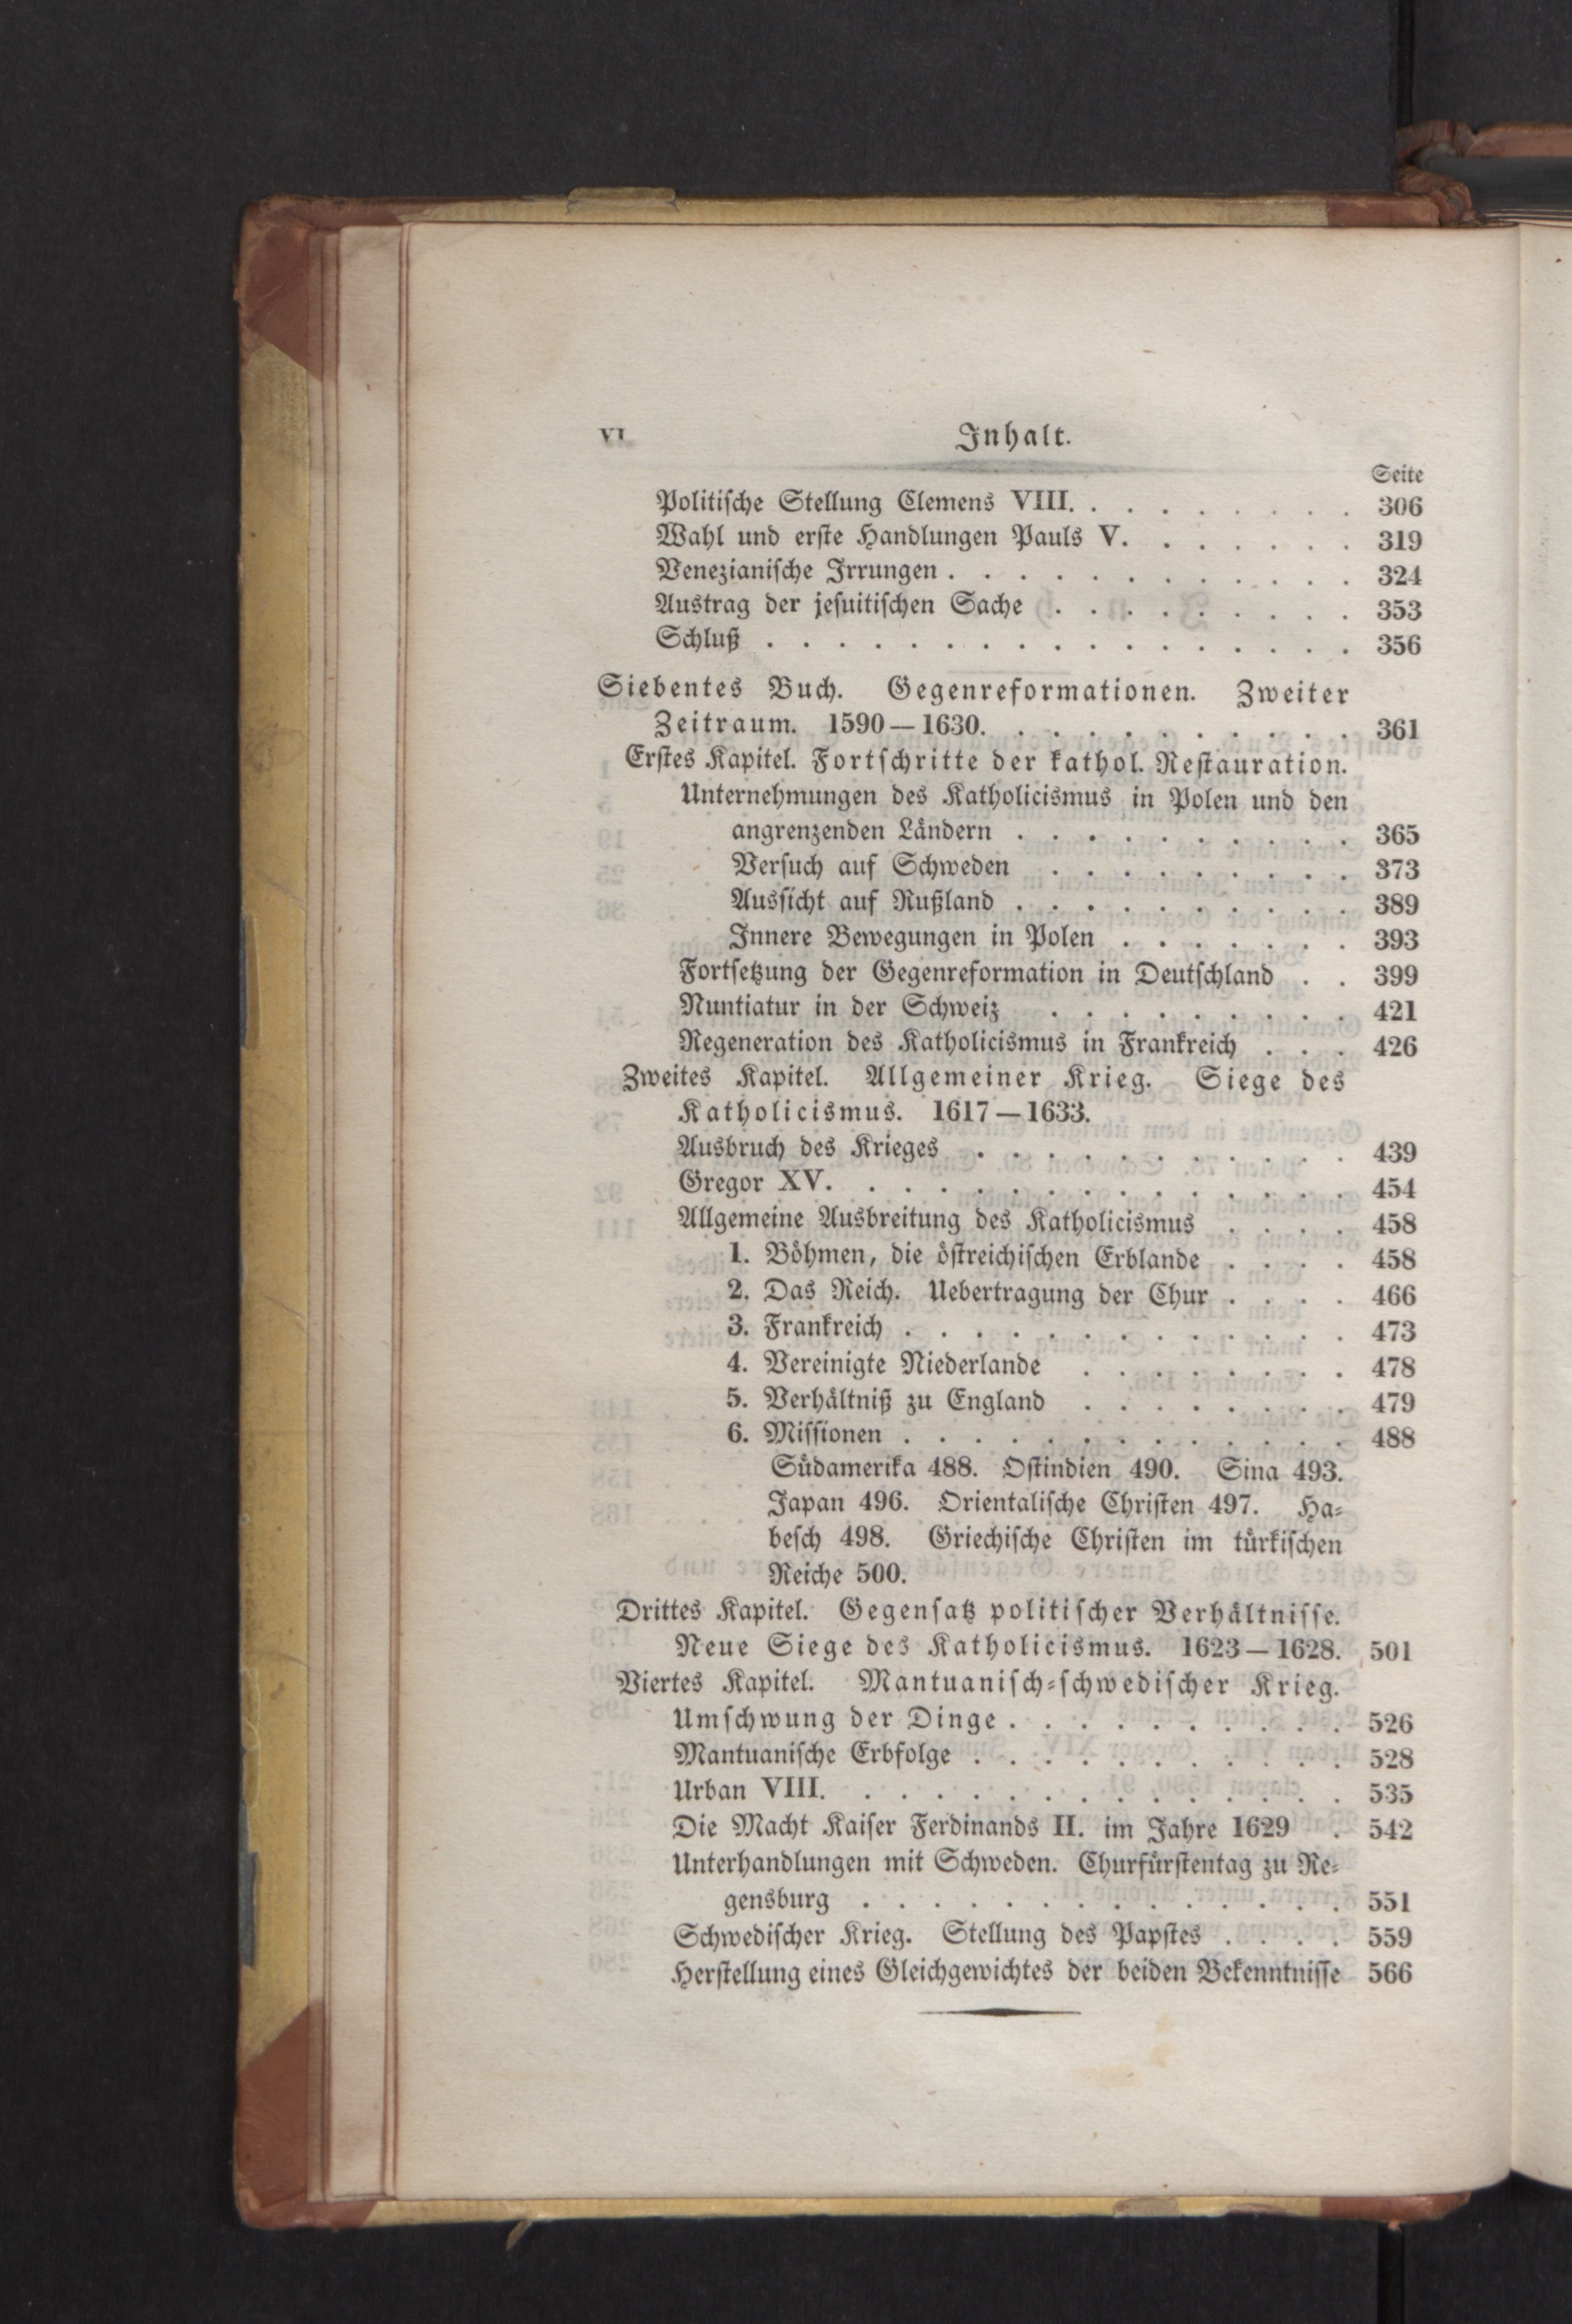 VI Inhalt.
Seite
Politische Stellung Clemens VIII. . . . . . . . . 306
Wahl und erste Handlungen Pauls V. . . . . . . 319
Venezianische Irrungen . . . . . . . . . . . . 324
Austrag der jesuitischen Sache . . . . . . . . . 353
Schluß . . . . . . . . . . . . . . . . . 356
Siebentes Buch. Gegenreformationen. Zweiter
Zeitraum. 1590—1630. . . . . . . . . . . 361
Erstes Kapitel. Fortschritte der kathol. Restauration.
Unternehmungen des Katholicismus in Polen und den
angrenzenden Ländern . . . . . . . . . . 365
Versuch auf Schweden . . . . . . . . . 373
Aussicht auf Rußland . . . . . . . . . . 389
Innere Bewegungen in Polen . . . . . . . 393
Fortsetzung der Gegenreformation in Deutschland . . 399
Nuntiatur in der Schweiz . . . . . . . . . 421
Regeneration des Katholicismus in Frankreich . . . 426
Zweites Kapitel. Allgemeiner Krieg. Siege des
Katholicismus. 1617—1633.
Ausbruch des Krieges . . . . . . . . . . . 439
Gregor XV. . . . . . . . . . . . . . . 454
Allgemeine Ausbreitung des Katholicismus . . . . 458
1. Böhmen, die östreichischen Erblande . . . . 458
2. Das Reich. Uebertragung der Chur . . . . 466
3. Frankreich . . . . . . . . . . . . . 473
4. Vereinigte Niederlande . . . . . . . . 478
5. Verhältniß zu England . . . . . . . . 479
6. Missionen . . . . . . . . . . . . . 488
Südamerika 488. Ostindien 490. Sina 493.
Japan 496. Orientalische Christen 497. Ha-
besch 498. Griechische Christen im türkischen
Reiche 500.
Drittes Kapitel. Gegensatz politischer Verhältnisse.
Neue Siege des Katholicismus. 1623—1628. 501
Viertes Kapitel. Mantuanisch-schwedischer Krieg.
Umschwung der Dinge . . . . . . . . . . 526
Mantuanische Erbfolge . . . . . . . . . . . 528
Urban VIII. . . . . . . . . . . . . . . 535
Die Macht Kaiser Ferdinands II. im Jahre 1629 . 542
Unterhandlungen mit Schweden. Churfürstentag zu Re-
gensburg . . . . . . . . . . . . . . 551
Schwedischer Krieg. Stellung des Papstes . . . . 559
Herstellung eines Gleichgewichtes der beiden Bekenntnisse 566